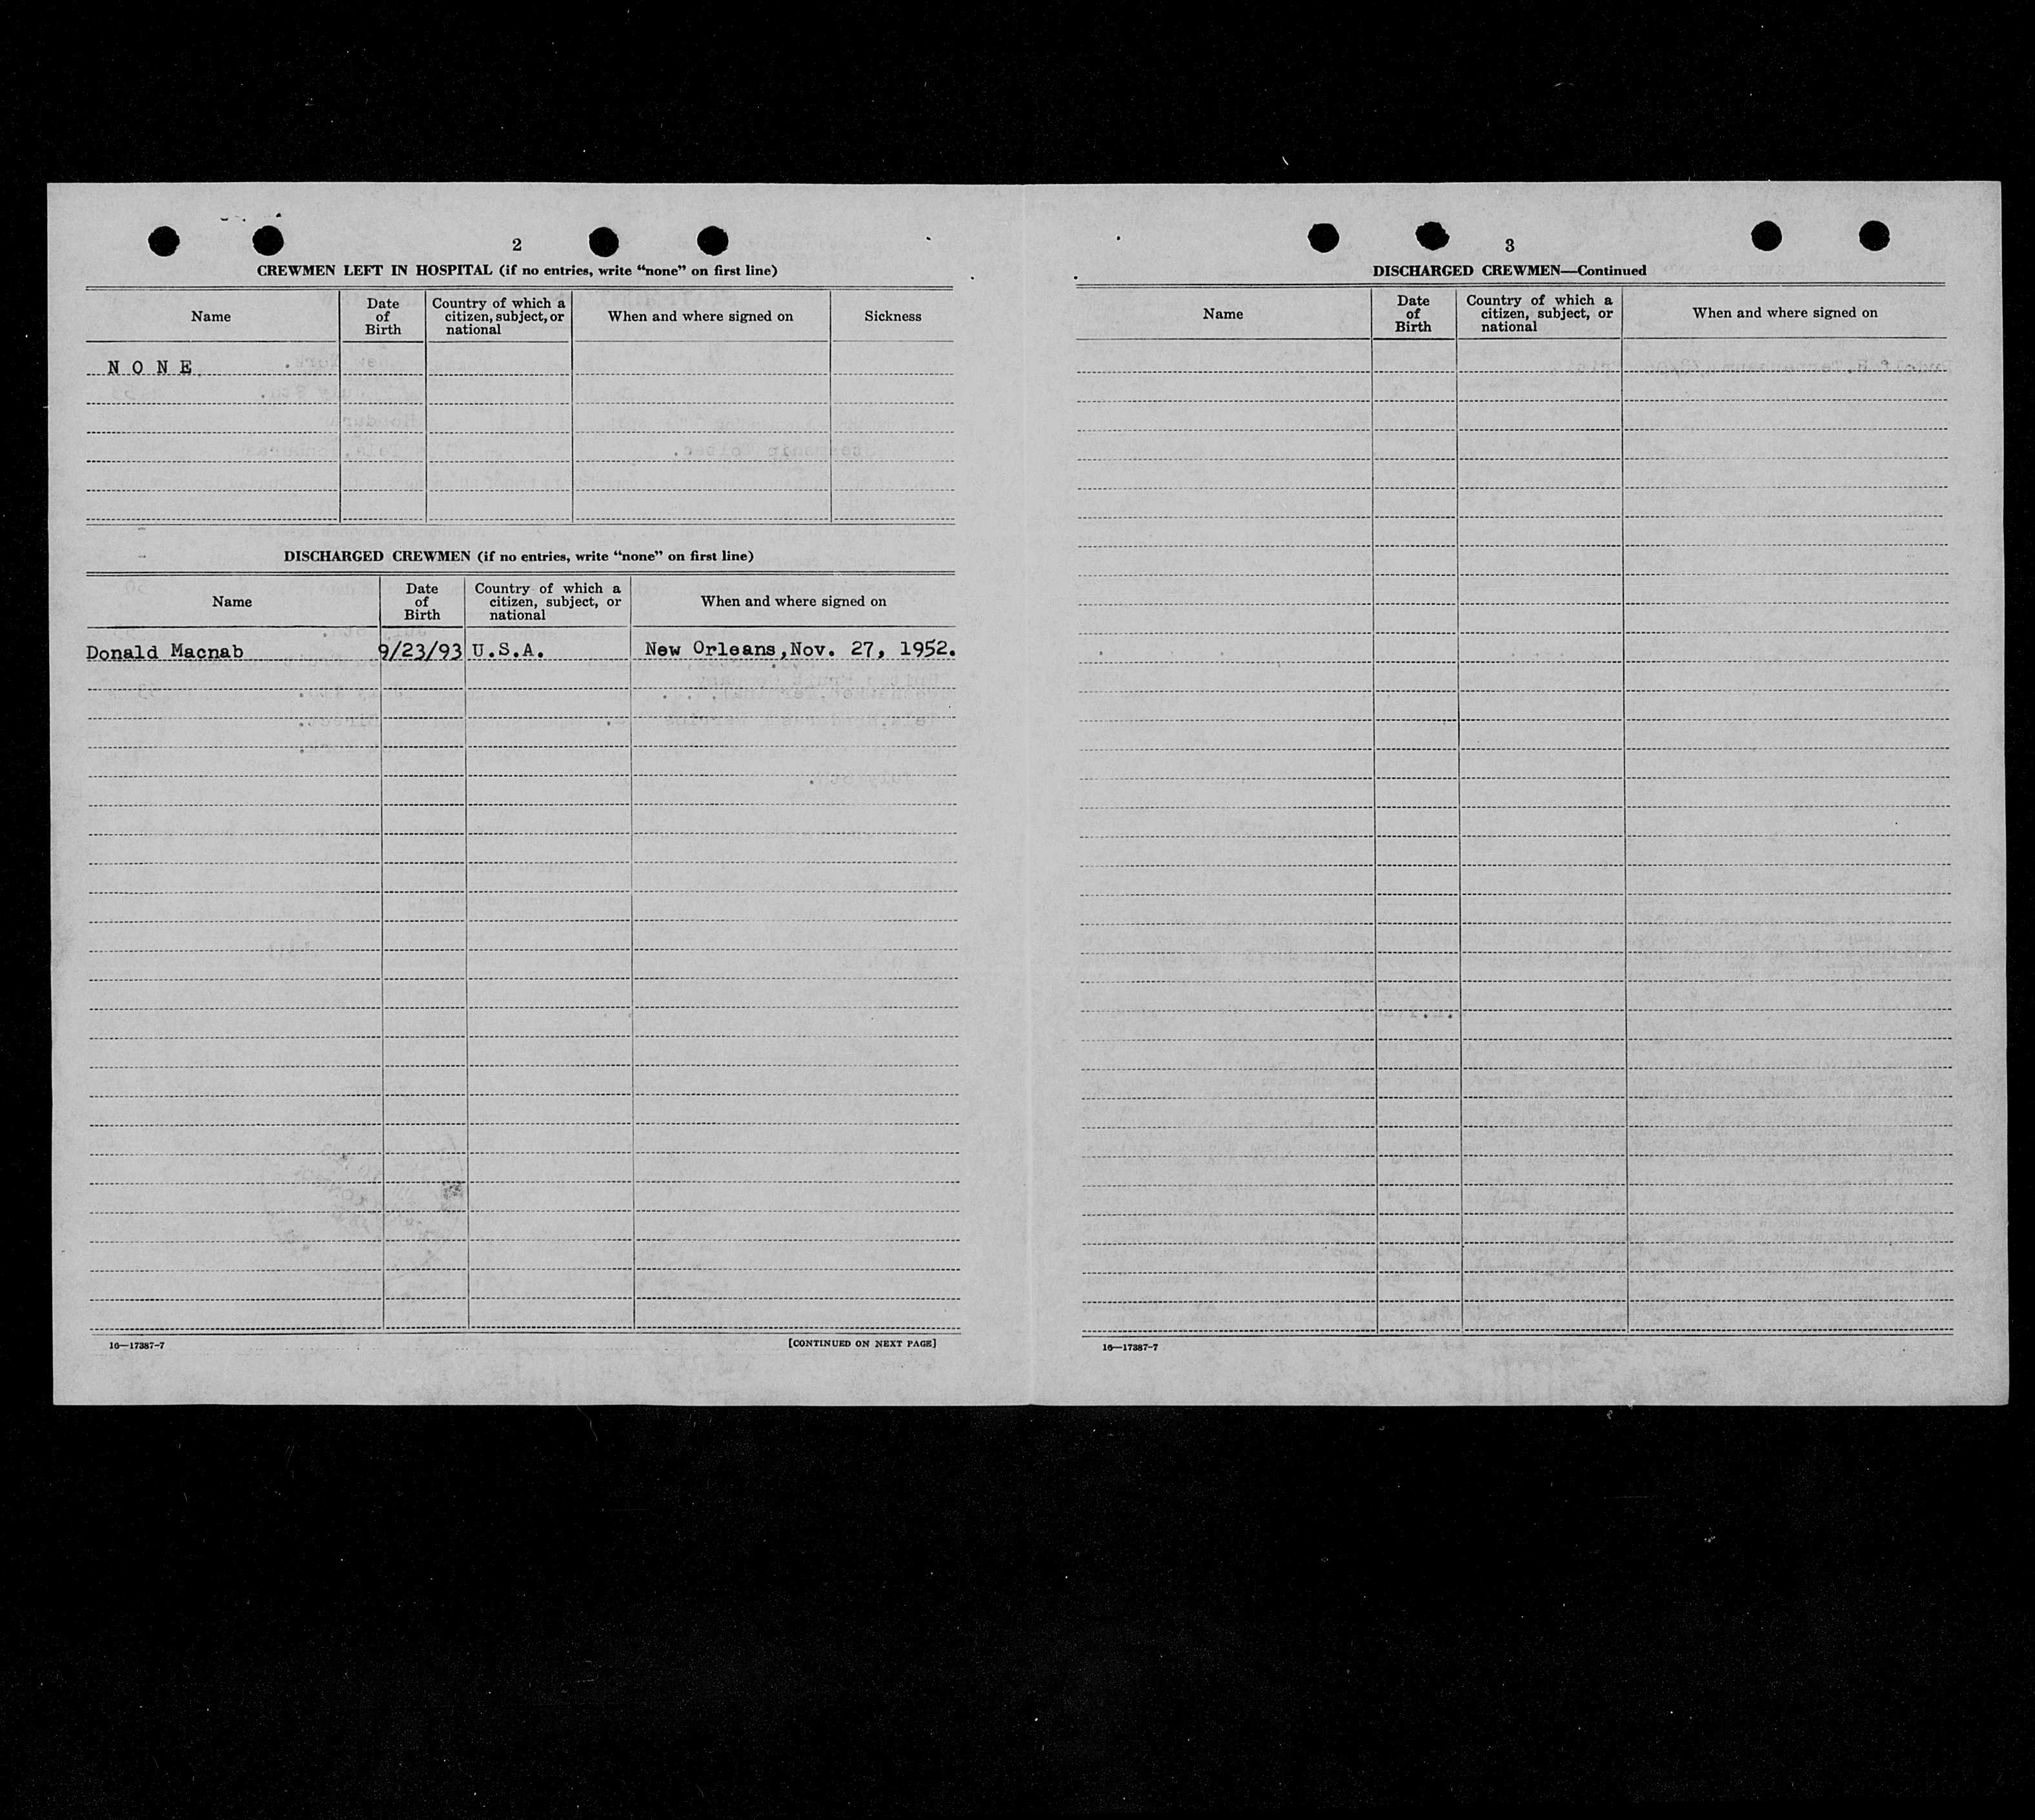 2
CREWMEN LEFT IN HOSPITAL (if no entries, write "none" on first line)
Name
Date
of
Birth
Country of which a
citizen, subject, or
national
When and where signed on
Sickness
N O N E
DISCHARGED CREWMEN (if no entries, write "none" on first line)
Name
Date
of
Birth
Country of which a
citizen, subject, or
national
When and where signed on
Donald Macnab 9/23/93 U.S.A. New Orleans, Nov. 27, 1952.
16—17387-7 [CONTINUED ON NEXT PAGE]
3
DISCHARGED CREWMEN—Continued
Name
Date
of
Birth
Country of which a
citizen, subject, or
national
When and where signed on
16—17387-7